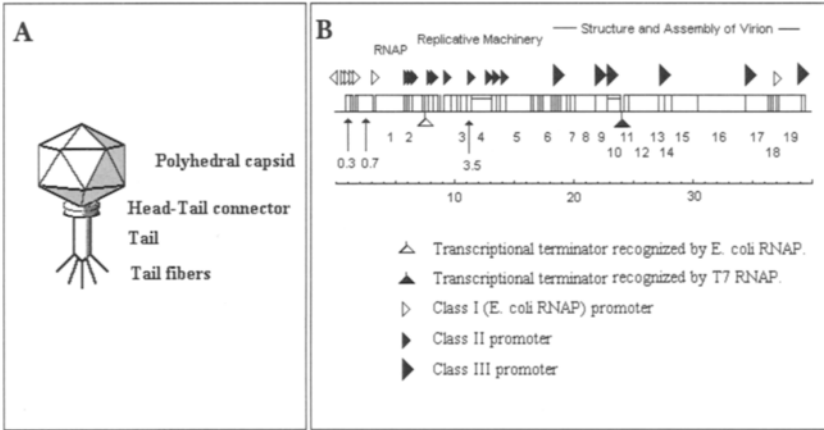 A
Polyhedral capsid
Head-Tail connector
Tail
Tail fibers
B
Structure and Assembly of Virion
RNAP Replicative Machinery
1 2 3 4 5 6 7 8 9 11 13 15 16 17 19
10 12 14 18
0.3 0.7 3.5
10 20 30
Transcriptional terminator recognized by E. coli RNAP.
Transcriptional terminator recognized by T7 RNAP.
Class I (E. coli RNAP) promoter
Class II promoter
Class III promoter